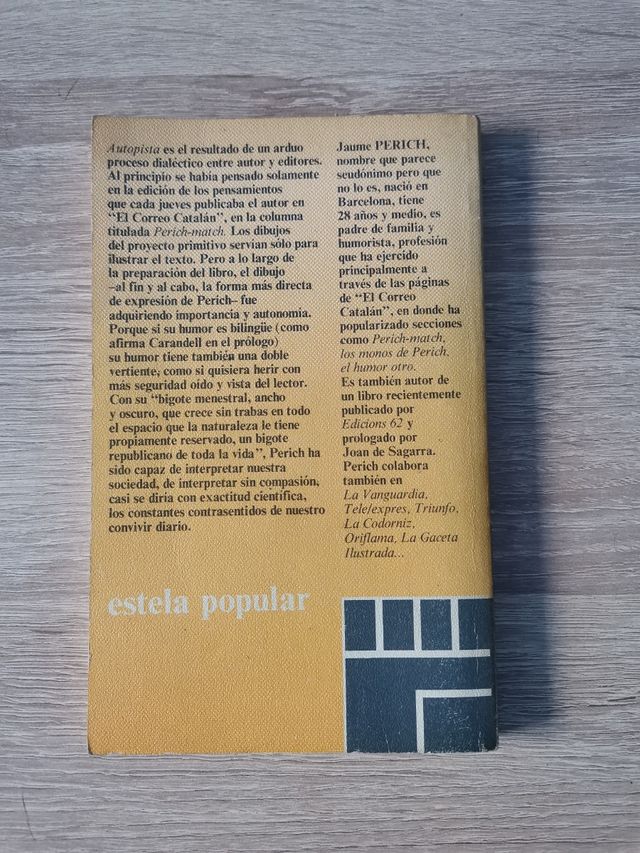 Autopista es el resultado de un arduo
proceso dialéctico entre autor y editores.
Al principio se había pensado solamente
en la edición de los pensamientos
que cada jueves publicaba el autor en
“El Correo Catalán”, en la columna
titulada Perich-match. Los dibujos
del proyecto primitivo servían sólo para
ilustrar el texto. Pero a lo largo de
la preparación del libro, el dibujo
–al fin y al cabo, la forma más directa
de expresión de Perich– fue
adquiriendo importancia y autonomía.
Porque si su humor es bilingüe (como
afirma Carandell en el prólogo)
su humor tiene también una doble
vertiente, como si quisiera herir con
más seguridad oído y vista del lector.
Con su “bigote menestral, ancho
y oscuro, que crece sin trabas en todo
el espacio que la naturaleza le tiene
propiamente reservado, un bigote
republicano de toda la vida”, Perich ha
sido capaz de interpretar nuestra
sociedad, de interpretar sin compasión,
casi se diría con exactitud científica,
los constantes contrasentidos de nuestro
convivir diario.
Jaume PERICH,
nombre que parece
seudónimo pero que
no lo es, nació en
Barcelona, tiene
28 años y medio, es
padre de familia y
humorista, profesión
que ha ejercido
principalmente a
través de las páginas
de “El Correo
Catalán”, en donde ha
popularizado secciones
como Perich-match,
los monos de Perich,
el humor otro.
Es también autor de
un libro recientemente
publicado por
Edicions 62 y
prologado por
Joan de Sagarra.
Perich colabora
también en
La Vanguardia,
Tele/expres, Triunfo,
La Codorniz,
Oriflama, La Gaceta
Ilustrada...
estela popular